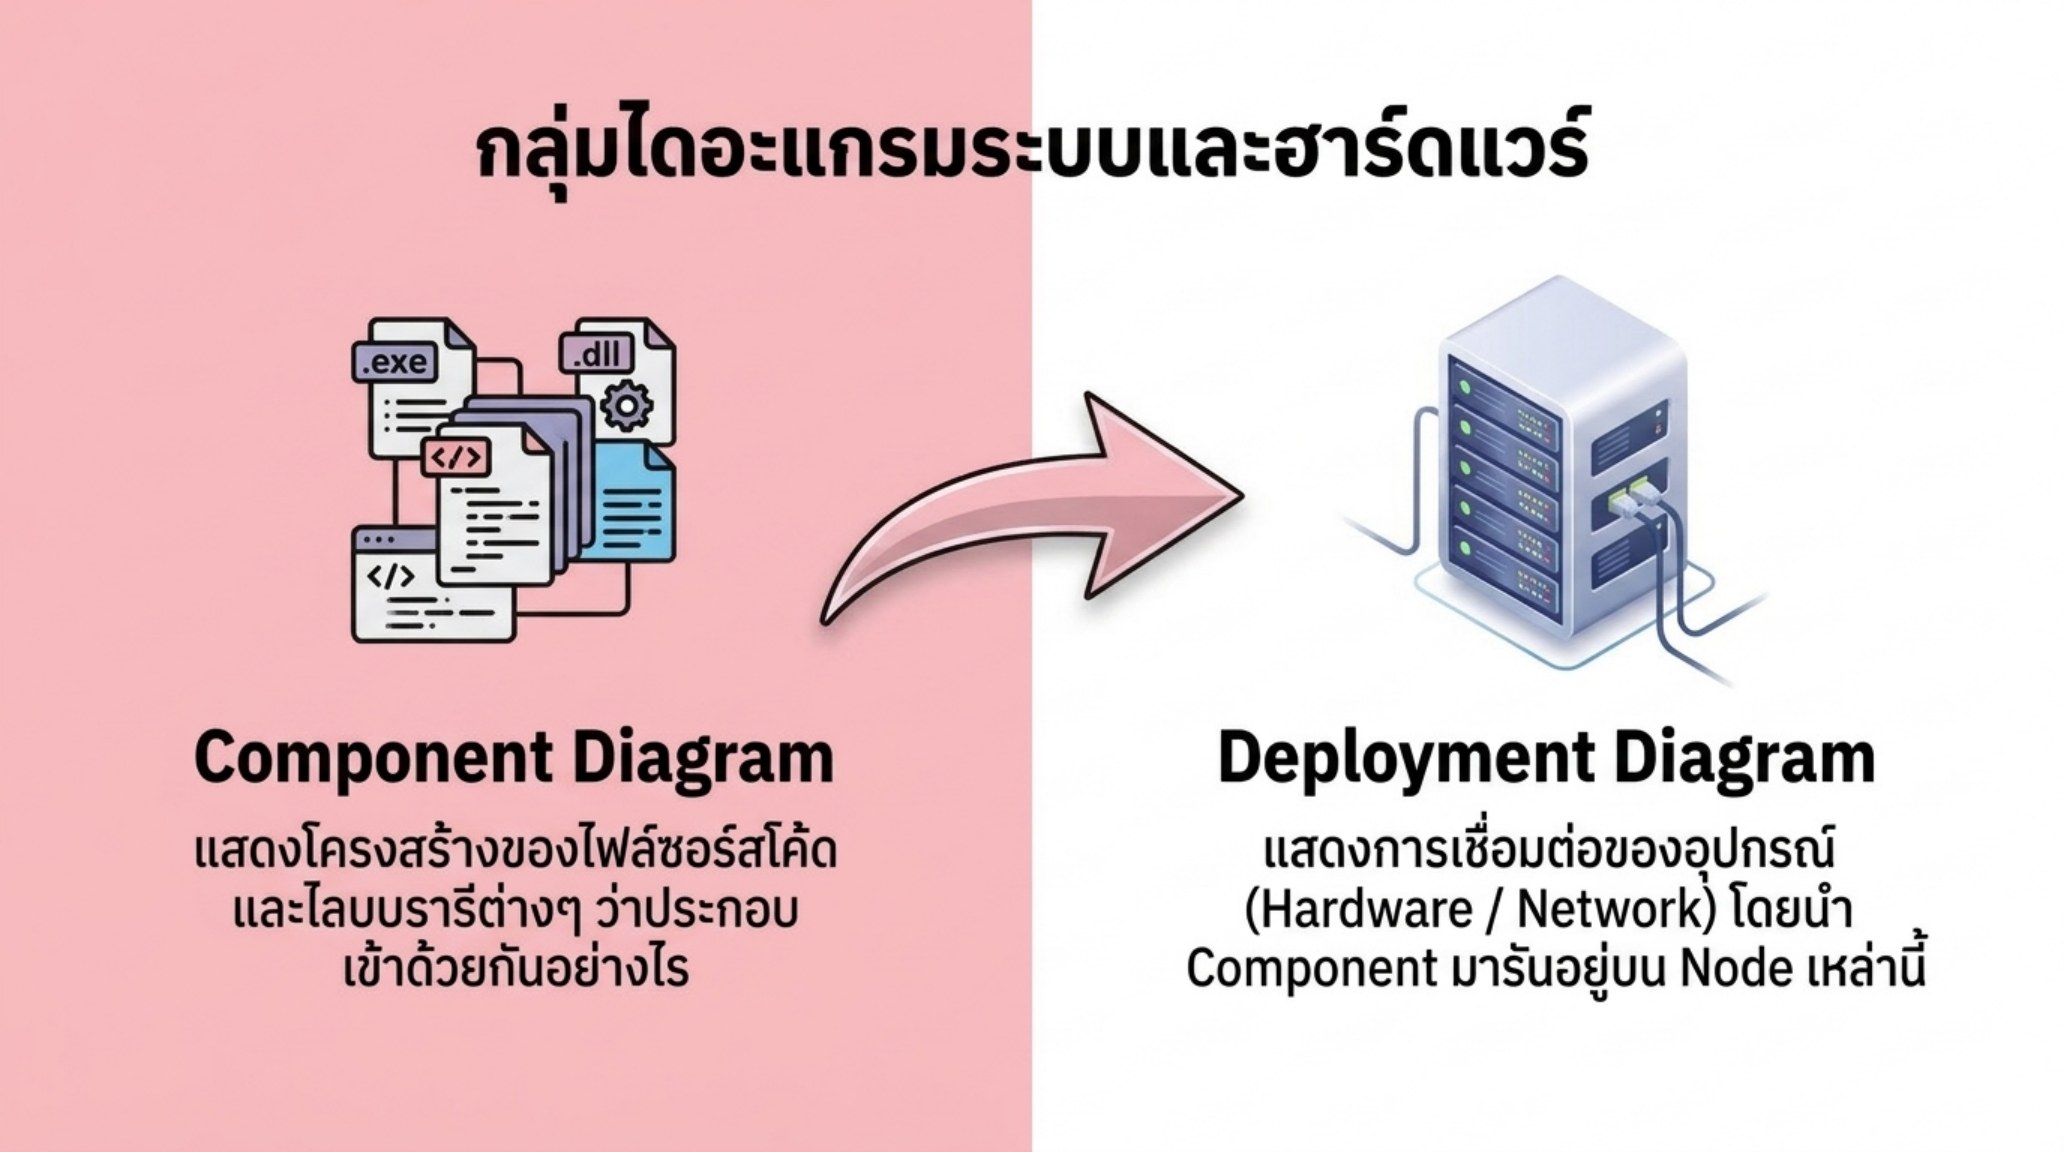 กลุ่มไดอะแกรมระบบและฮาร์ดแวร์
.exe
.dll
</>
</>
Component Diagram
แสดงโครงสร้างของไฟล์ซอร์สโค้ด
และไลบบรารีต่างๆ ว่าประกอบ
เข้าด้วยกันอย่างไร
Deployment Diagram
แสดงการเชื่อมต่อของอุปกรณ์
(Hardware / Network) โดยนำ
Component มารันอยู่บน Node เหล่านี้